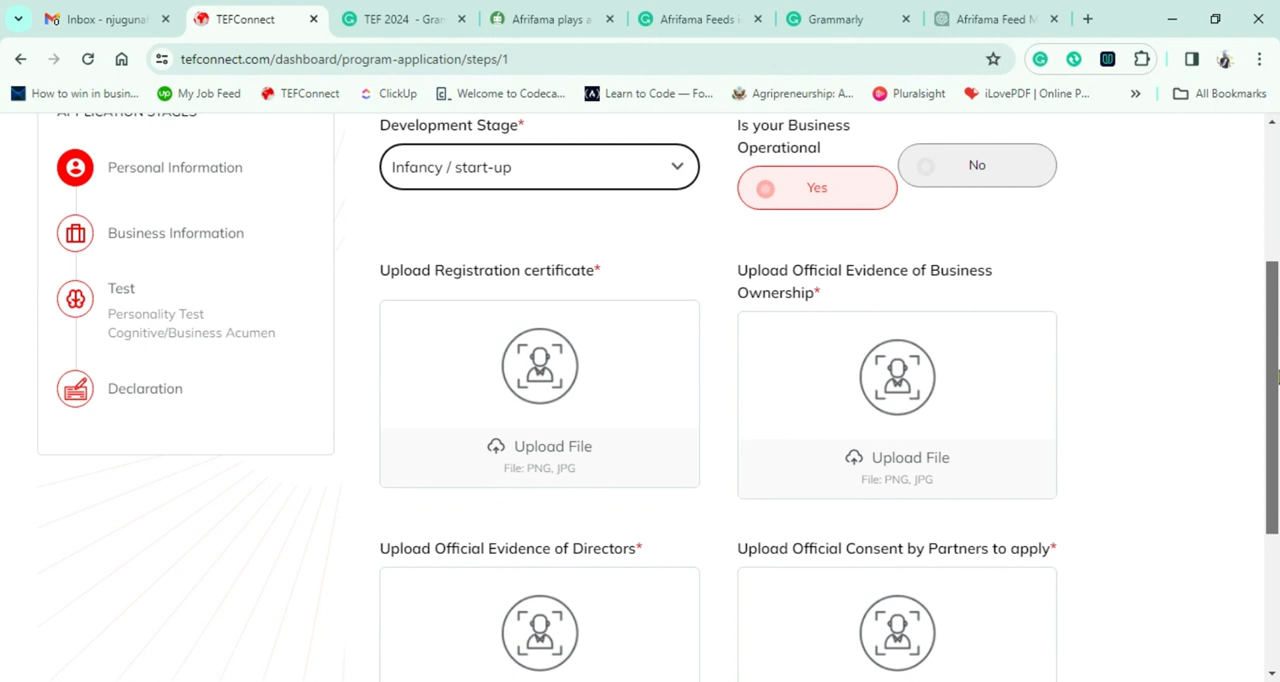 Inbox - njuguna
TEFConnect
TEF 2024 - Gra
Afrifama plays a
Afrifama Feeds i
Grammarly
Afrifama Feed M
tefconnect.com/dashboard/program-application/steps/1
How to win in busin...
My Job Feed
TEFConnect
ClickUp
Welcome to Codeca...
Learn to Code — Fo...
Agripreneurship: A...
Pluralsight
iLovePDF | Online P...
All Bookmarks
APPLICATION STAGES
Personal Information
Business Information
Test
Personality Test
Cognitive/Business Acumen
Declaration
Development Stage*
Infancy / start-up
Is your Business
Operational
Yes
No
Upload Registration certificate*
Upload File
File: PNG, JPG
Upload Official Evidence of Business
Ownership*
Upload File
File: PNG, JPG
Upload Official Evidence of Directors*
Upload Official Consent by Partners to apply*